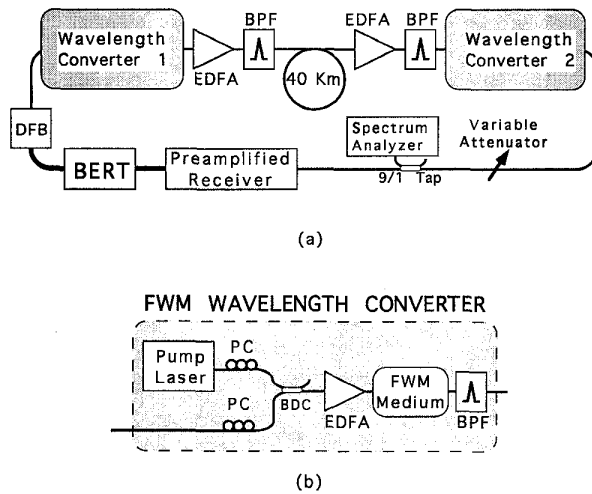 BPF
EDFA
BPF
Wavelength
Converter 1
EDFA
40 Km
Wavelength
Converter 2
DFB
BERT
Preamplified
Receiver
Spectrum
Analyzer
9/1 Tap
Variable
Attenuator
(a)
FWM WAVELENGTH CONVERTER
Pump
Laser
PC
PC
BDC
EDFA
FWM
Medium
BPF
(b)